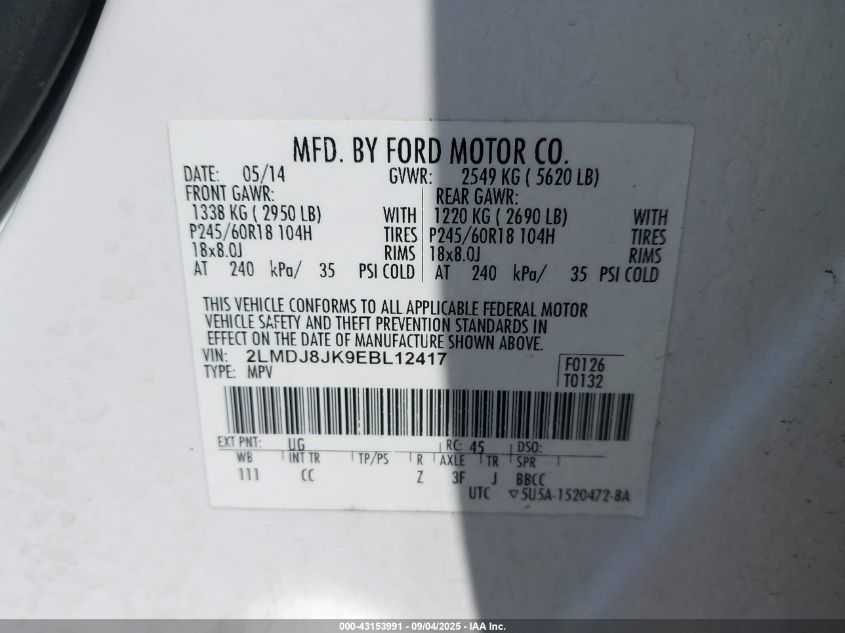 MFD. BY FORD MOTOR CO.
DATE: 05/14 GVWR: 2549 KG ( 5620 LB)
FRONT GAWR: REAR GAWR:
1338 KG ( 2950 LB) WITH 1220 KG ( 2690 LB) WITH
P245/60R18 104H TIRES P245/60R18 104H TIRES
18x8.0J RIMS 18x8.0J RIMS
AT 240 kPa/ 35 PSI COLD AT 240 kPa/ 35 PSI COLD
THIS VEHICLE CONFORMS TO ALL APPLICABLE FEDERAL MOTOR
VEHICLE SAFETY AND THEFT PREVENTION STANDARDS IN
EFFECT ON THE DATE OF MANUFACTURE SHOWN ABOVE.
VIN: 2LMDJ8JK9EBL12417 F0126
TYPE: MPV T0132
EXT PNT: UG RC: 45 DSO:
WB INT TR TP/PS R AXLE TR SPR
111 CC Z 3F J BBCC
UTC ▽5U5A-1520472-BA
000-43153991 - 09/04/2025 - IAA, Inc.